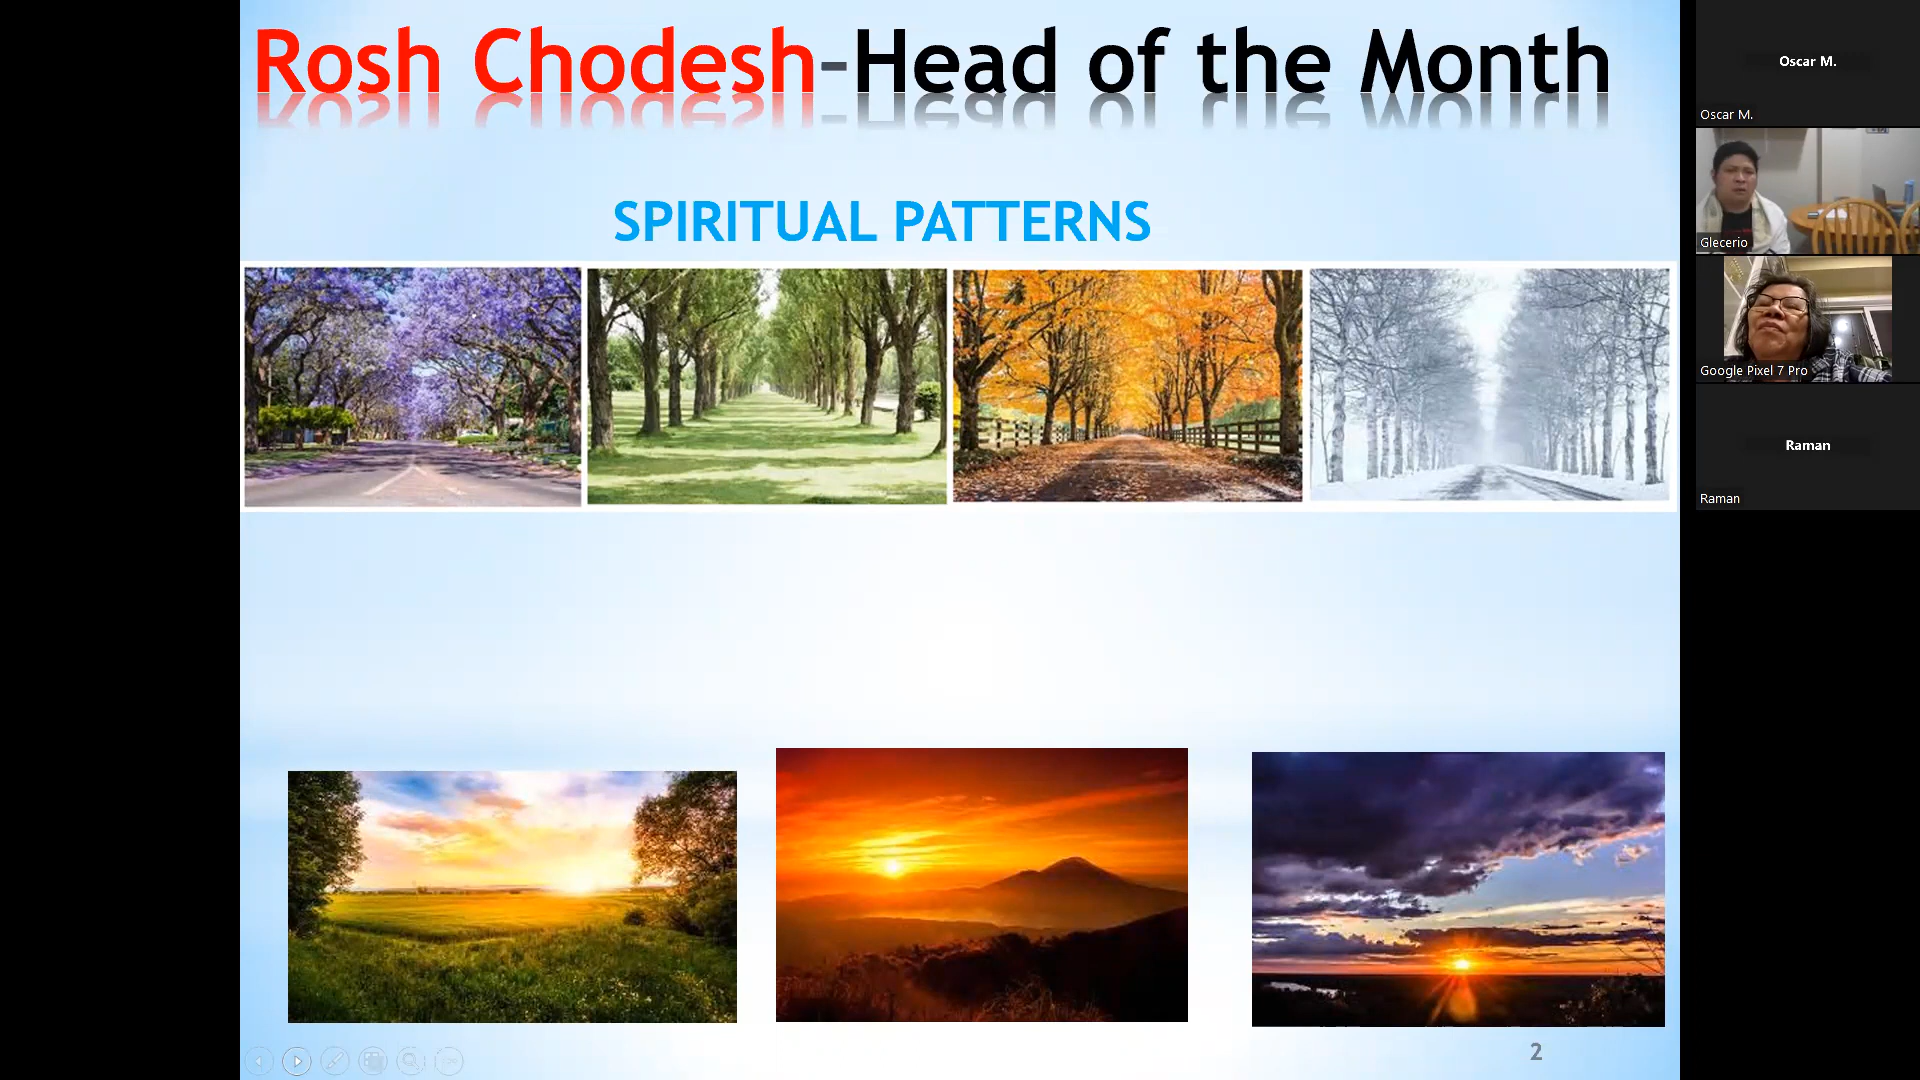 Rosh Chodesh-Head of the Month
SPIRITUAL PATTERNS
2
Oscar M.
Oscar M.
Glecerio
Google Pixel 7 Pro
Raman
Raman